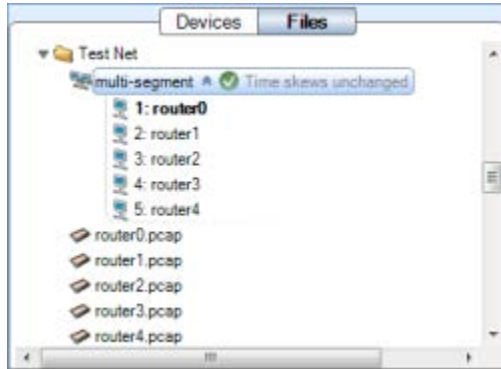 Devices Files
Test Net
multi-segment Time skews unchanged
1: router0
2: router1
3: router2
4: router3
5: router4
router0.pcap
router1.pcap
router2.pcap
router3.pcap
router4.pcap